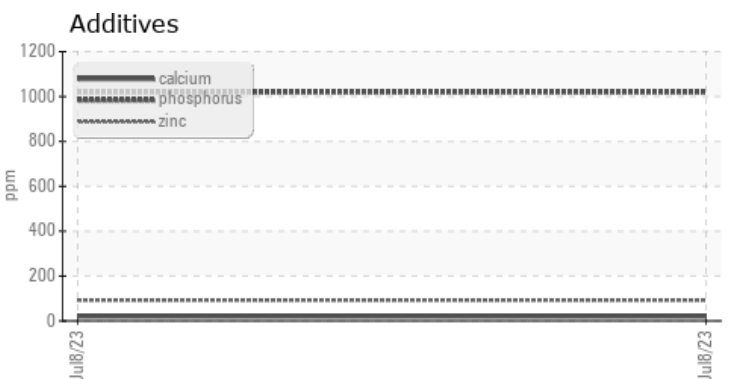 Additives
1200
1000
800
600
400
200
0
ppm
calcium
phosphorus
zinc
Jul8/23
Jul8/23